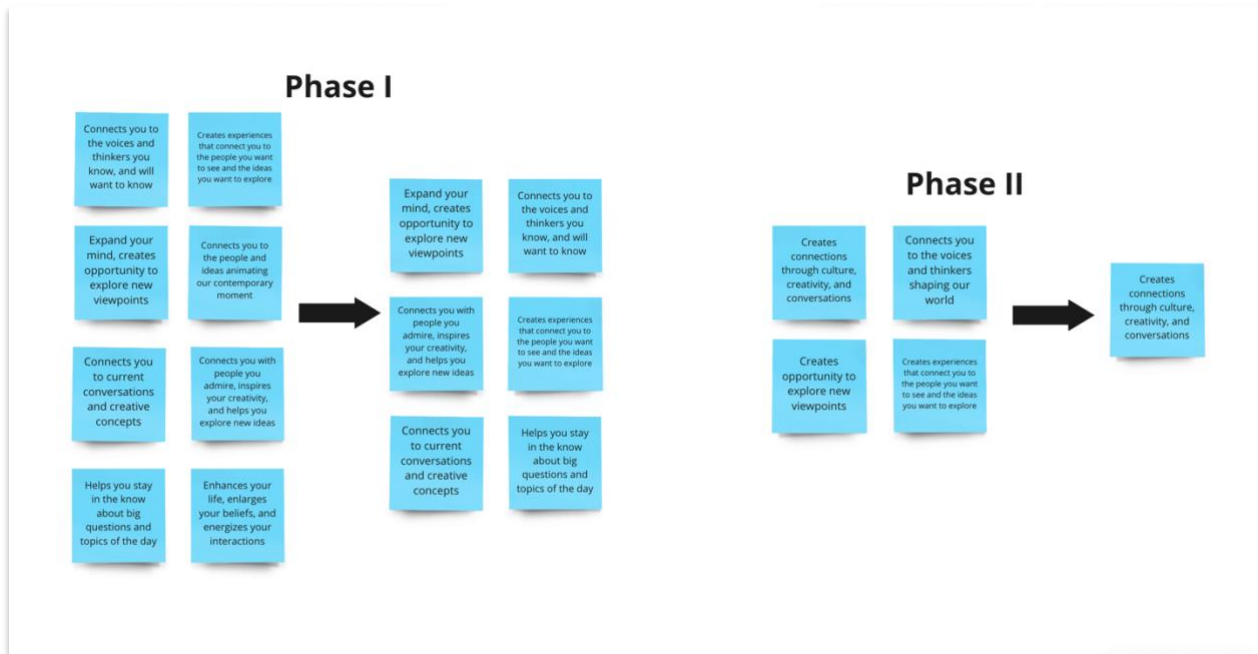 Phase I
Connects you to
the voices and
thinkers you
know, and will
want to know
Creates experiences
that connect you to
the people you want
to see and the ideas
you want to explore
Expand your
mind, creates
opportunity to
explore new
viewpoints
Connects you to
the people and
ideas animating
our contemporary
moment
Connects you
to current
conversations
and creative
concepts
Connects you with
people you
admire, inspires
your creativity,
and helps you
explore new ideas
Helps you stay
in the know
about big
questions and
topics of the day
Enhances your
life, enlarges
your beliefs, and
energizes your
interactions
Expand your
mind, creates
opportunity to
explore new
viewpoints
Connects you to
the voices and
thinkers you
know, and will
want to know
Connects you with
people you
admire, inspires
your creativity,
and helps you
explore new ideas
Creates experiences
that connect you to
the people you want
to see and the ideas
you want to explore
Connects you
to current
conversations
and creative
concepts
Helps you stay
in the know
about big
questions and
topics of the day
Phase II
Creates
connections
through culture,
creativity, and
conversations
Connects you
to the voices
and thinkers
shaping our
world
Creates
opportunity to
explore new
viewpoints
Creates experiences
that connect you to
the people you want
to see and the ideas
you want to explore
Creates
connections
through culture,
creativity, and
conversations